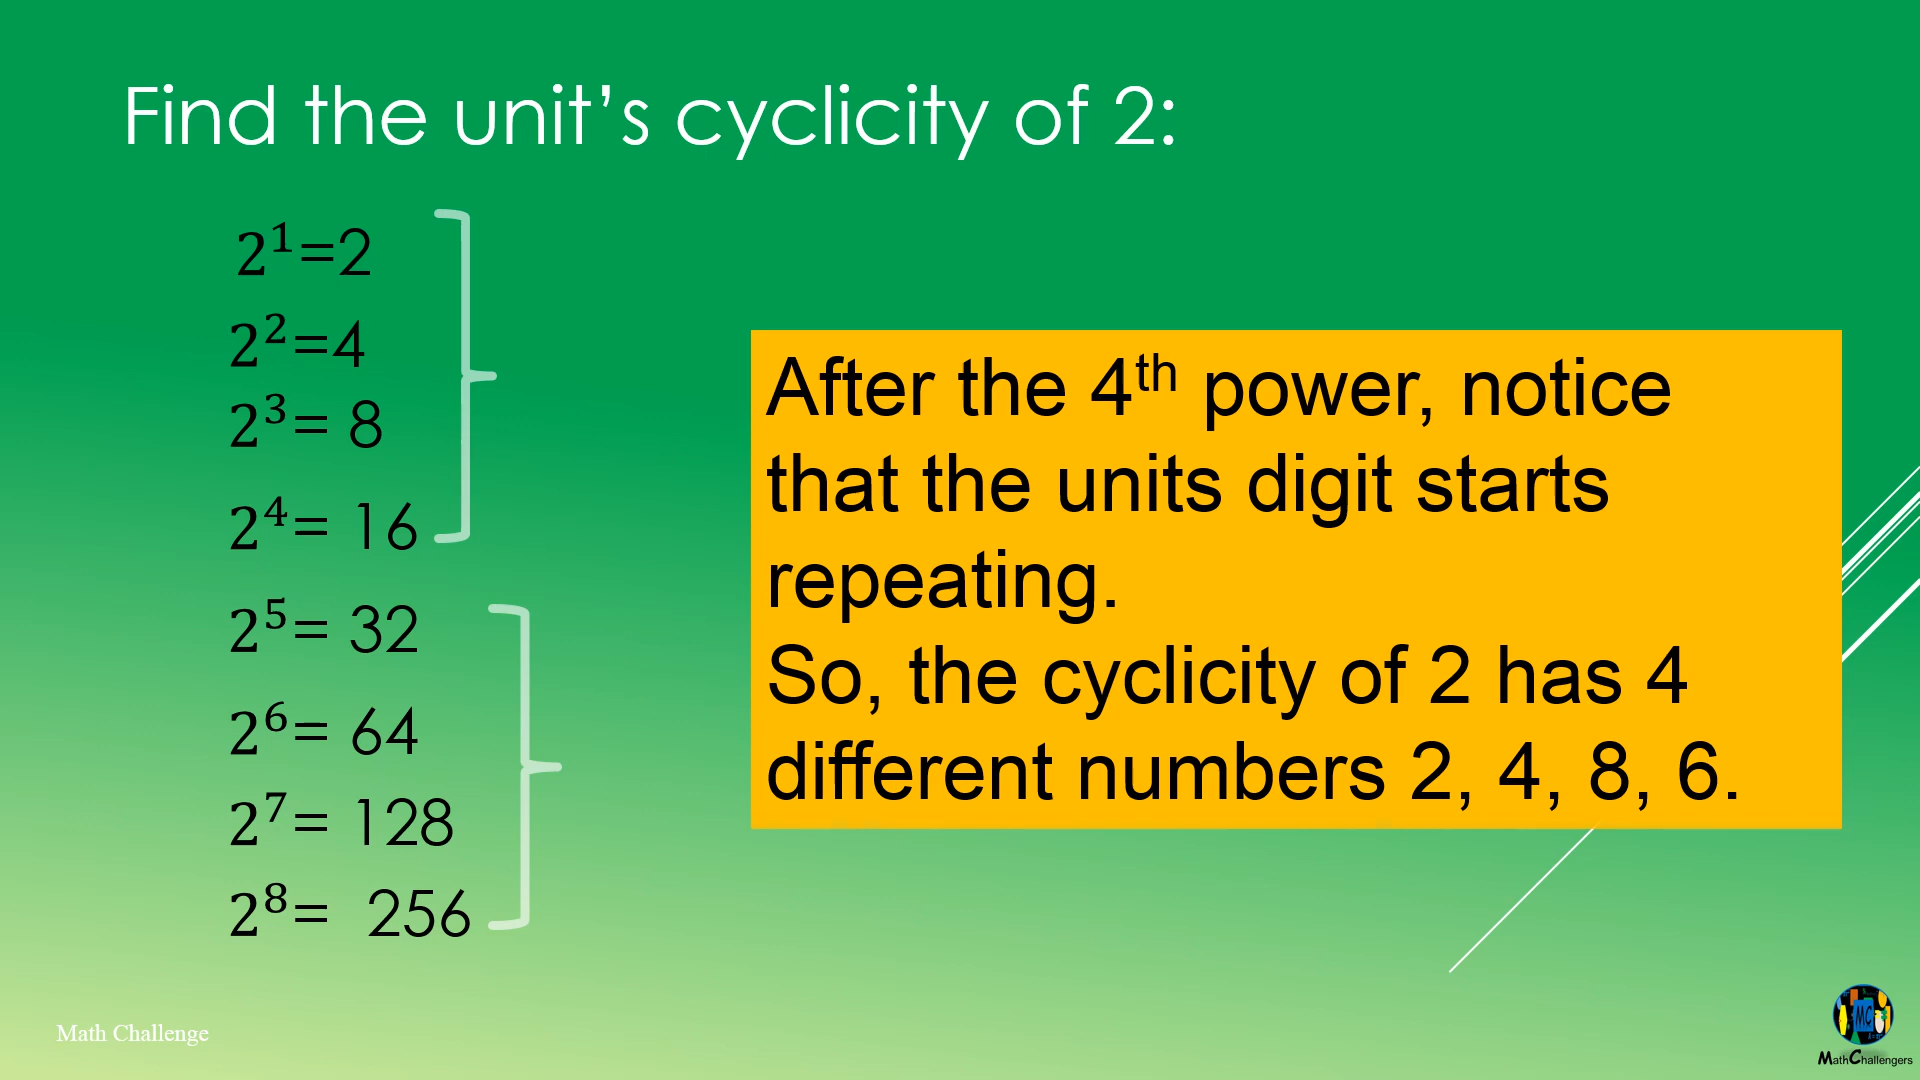 Find the unit’s cyclicity of 2:
2¹=2
2²=4
2³= 8
2⁴= 16
2⁵= 32
2⁶= 64
2⁷= 128
2⁸= 256
After the 4th power, notice
that the units digit starts
repeating.
So, the cyclicity of 2 has 4
different numbers 2, 4, 8, 6.
Math Challenge
MC
MathChallengers